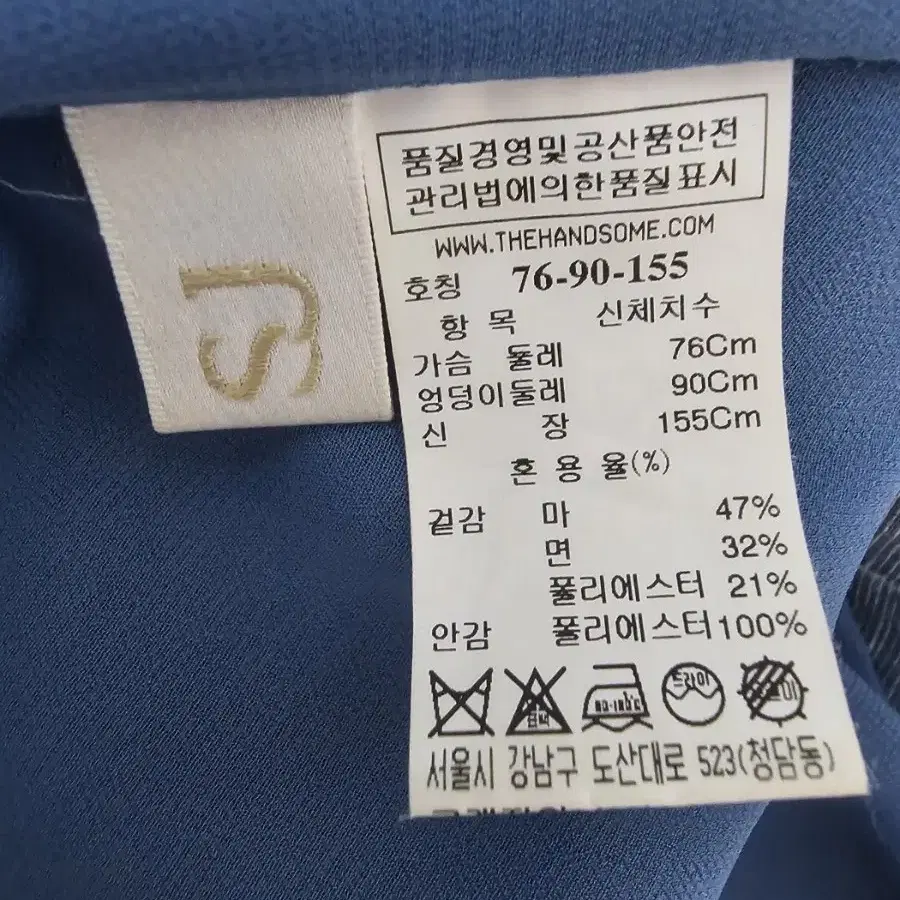 SJ
품질경영및공산품안전
관리법에의한품질표시
WWW.THEHANDSOME.COM
호칭 76-90-155
항 목 신체치수
가슴 둘레 76Cm
엉덩이둘레 90Cm
신 장 155Cm
혼 용 율(%)
겉감 마 47%
면 32%
폴리에스터 21%
안감 폴리에스터 100%
표백 드라이
서울시 강남구 도산대로 523(청담동)